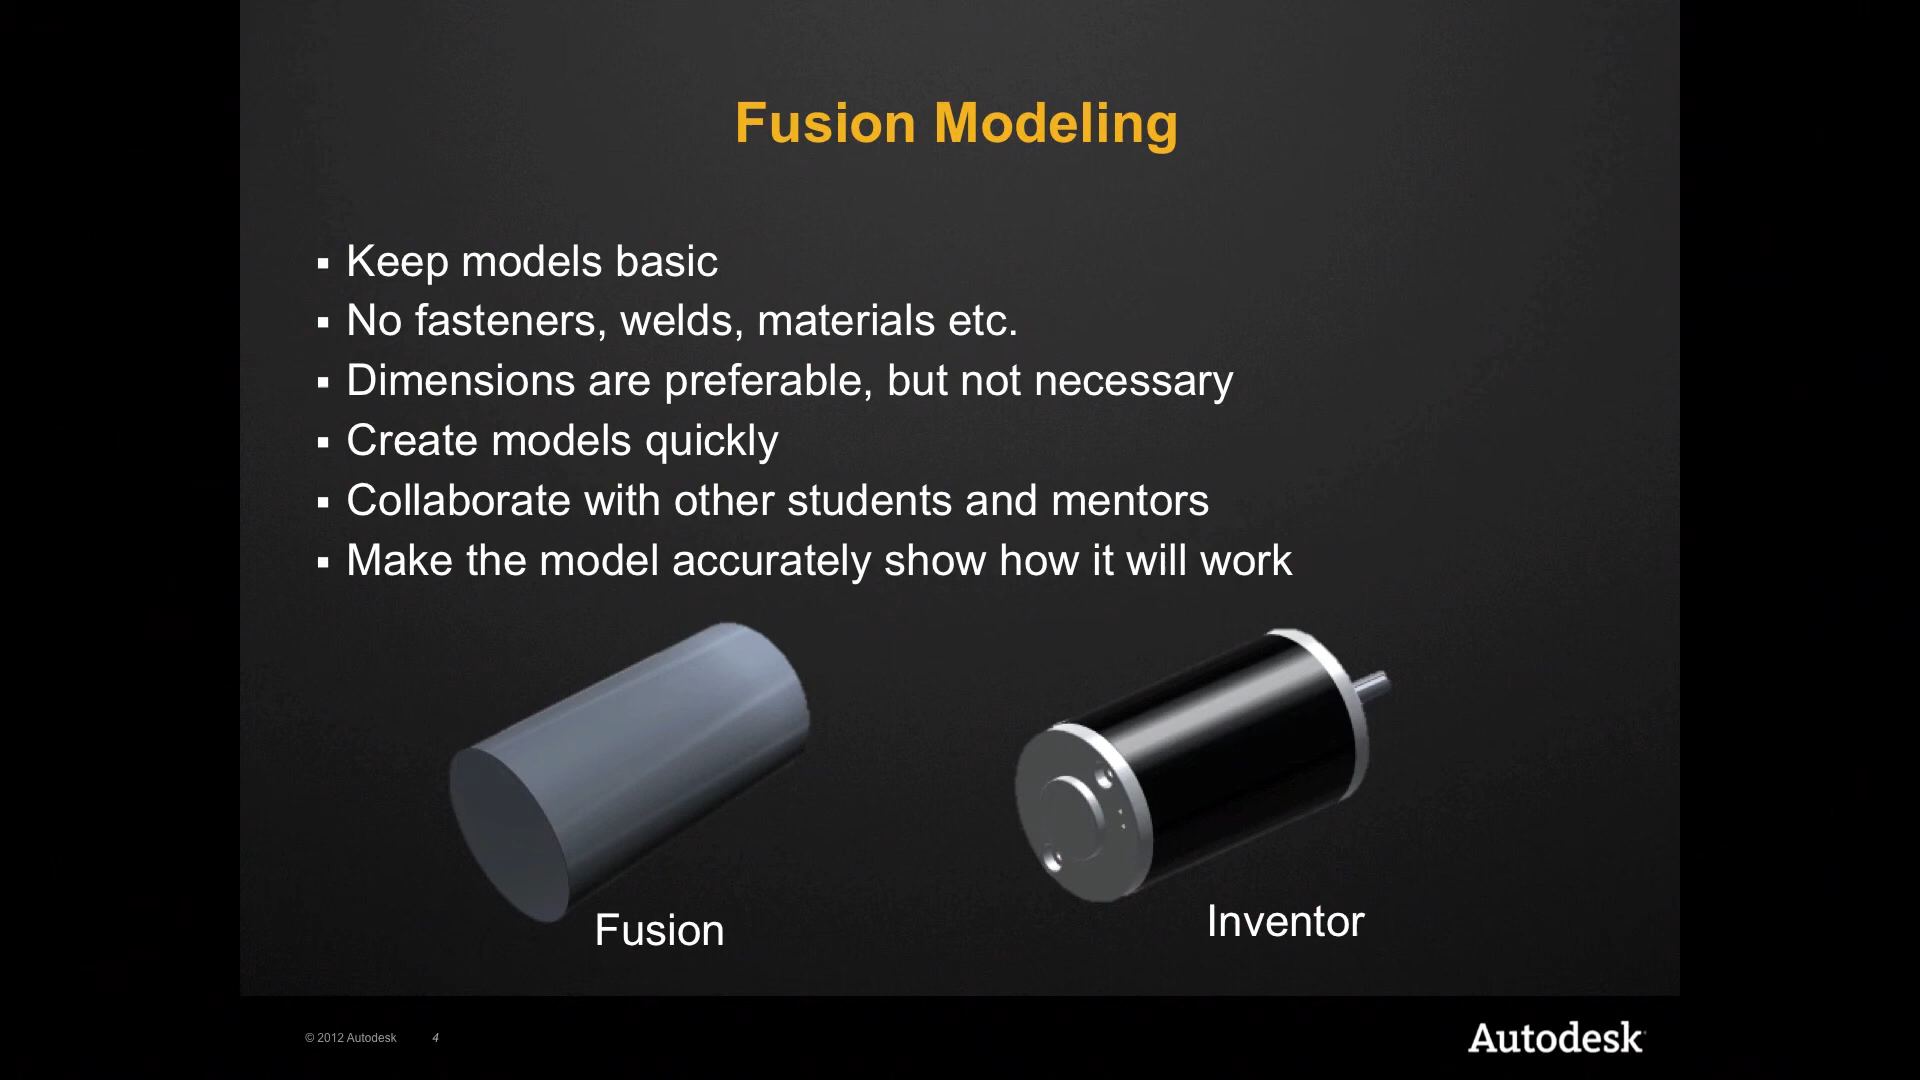 Fusion Modeling
▪ Keep models basic
▪ No fasteners, welds, materials etc.
▪ Dimensions are preferable, but not necessary
▪ Create models quickly
▪ Collaborate with other students and mentors
▪ Make the model accurately show how it will work
Fusion
Inventor
© 2012 Autodesk 4
Autodesk